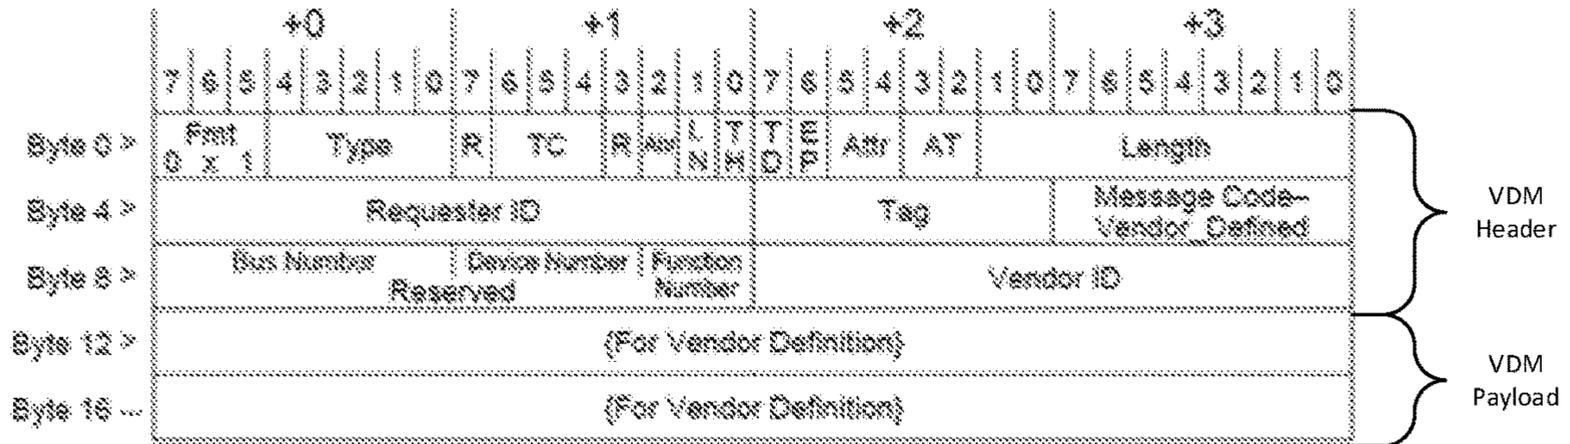 +0 +1 +2 +3
7 6 5 4 3 2 1 0 7 6 5 4 3 2 1 0 7 6 5 4 3 2 1 0 7 6 5 4 3 2 1 0
Byte 0 > Fmt 0 x 1 Type R TC R Attr L N T H T D E P Attr AT Length
Byte 4 > Requester ID Tag Message Code–
Vendor_Defined
Byte 8 > Bus Number Device Number Function
Reserved Number Vendor ID
VDM
Header
Byte 12 > {For Vendor Definition}
Byte 16 ... {For Vendor Definition}
VDM
Payload